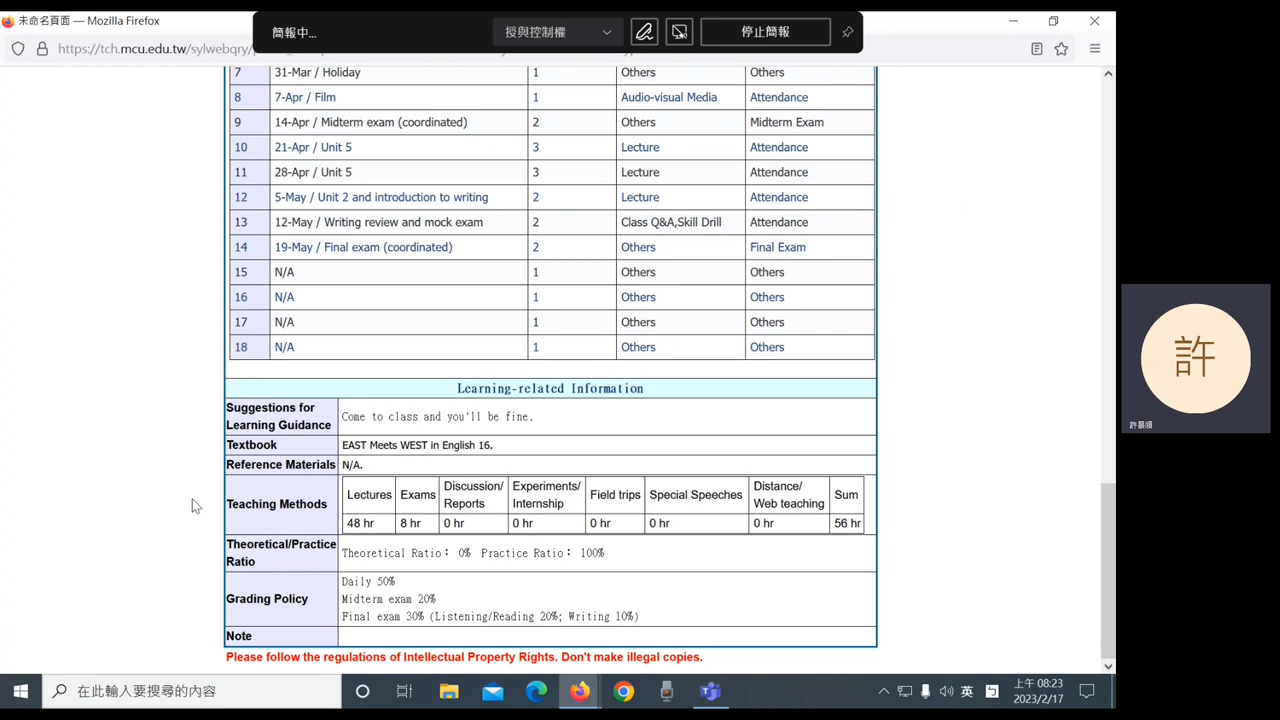 未命名頁面 — Mozilla Firefox
簡報中...
授與控制權
停止簡報
https://tch.mcu.edu.tw/sylwebqry/
7 31-Mar / Holiday 1 Others Others
8 7-Apr / Film 1 Audio-visual Media Attendance
9 14-Apr / Midterm exam (coordinated) 2 Others Midterm Exam
10 21-Apr / Unit 5 3 Lecture Attendance
11 28-Apr / Unit 5 3 Lecture Attendance
12 5-May / Unit 2 and introduction to writing 2 Lecture Attendance
13 12-May / Writing review and mock exam 2 Class Q&A,Skill Drill Attendance
14 19-May / Final exam (coordinated) 2 Others Final Exam
15 N/A 1 Others Others
16 N/A 1 Others Others
17 N/A 1 Others Others
18 N/A 1 Others Others
Learning-related Information
Suggestions for
Learning Guidance
Come to class and you'll be fine.
Textbook EAST Meets WEST in English 16.
Reference Materials N/A.
Teaching Methods
Lectures Exams Discussion/ Reports Experiments/ Internship Field trips Special Speeches Distance/ Web teaching Sum
48 hr 8 hr 0 hr 0 hr 0 hr 0 hr 0 hr 56 hr
Theoretical/Practice
Ratio
Theoretical Ratio: 0% Practice Ratio: 100%
Grading Policy
Daily 50%
Midterm exam 20%
Final exam 30% (Listening/Reading 20%; Writing 10%)
Note
Please follow the regulations of Intellectual Property Rights. Don't make illegal copies.
許
許景順
在此輸入要搜尋的內容
英
上午 08:23
2023/2/17